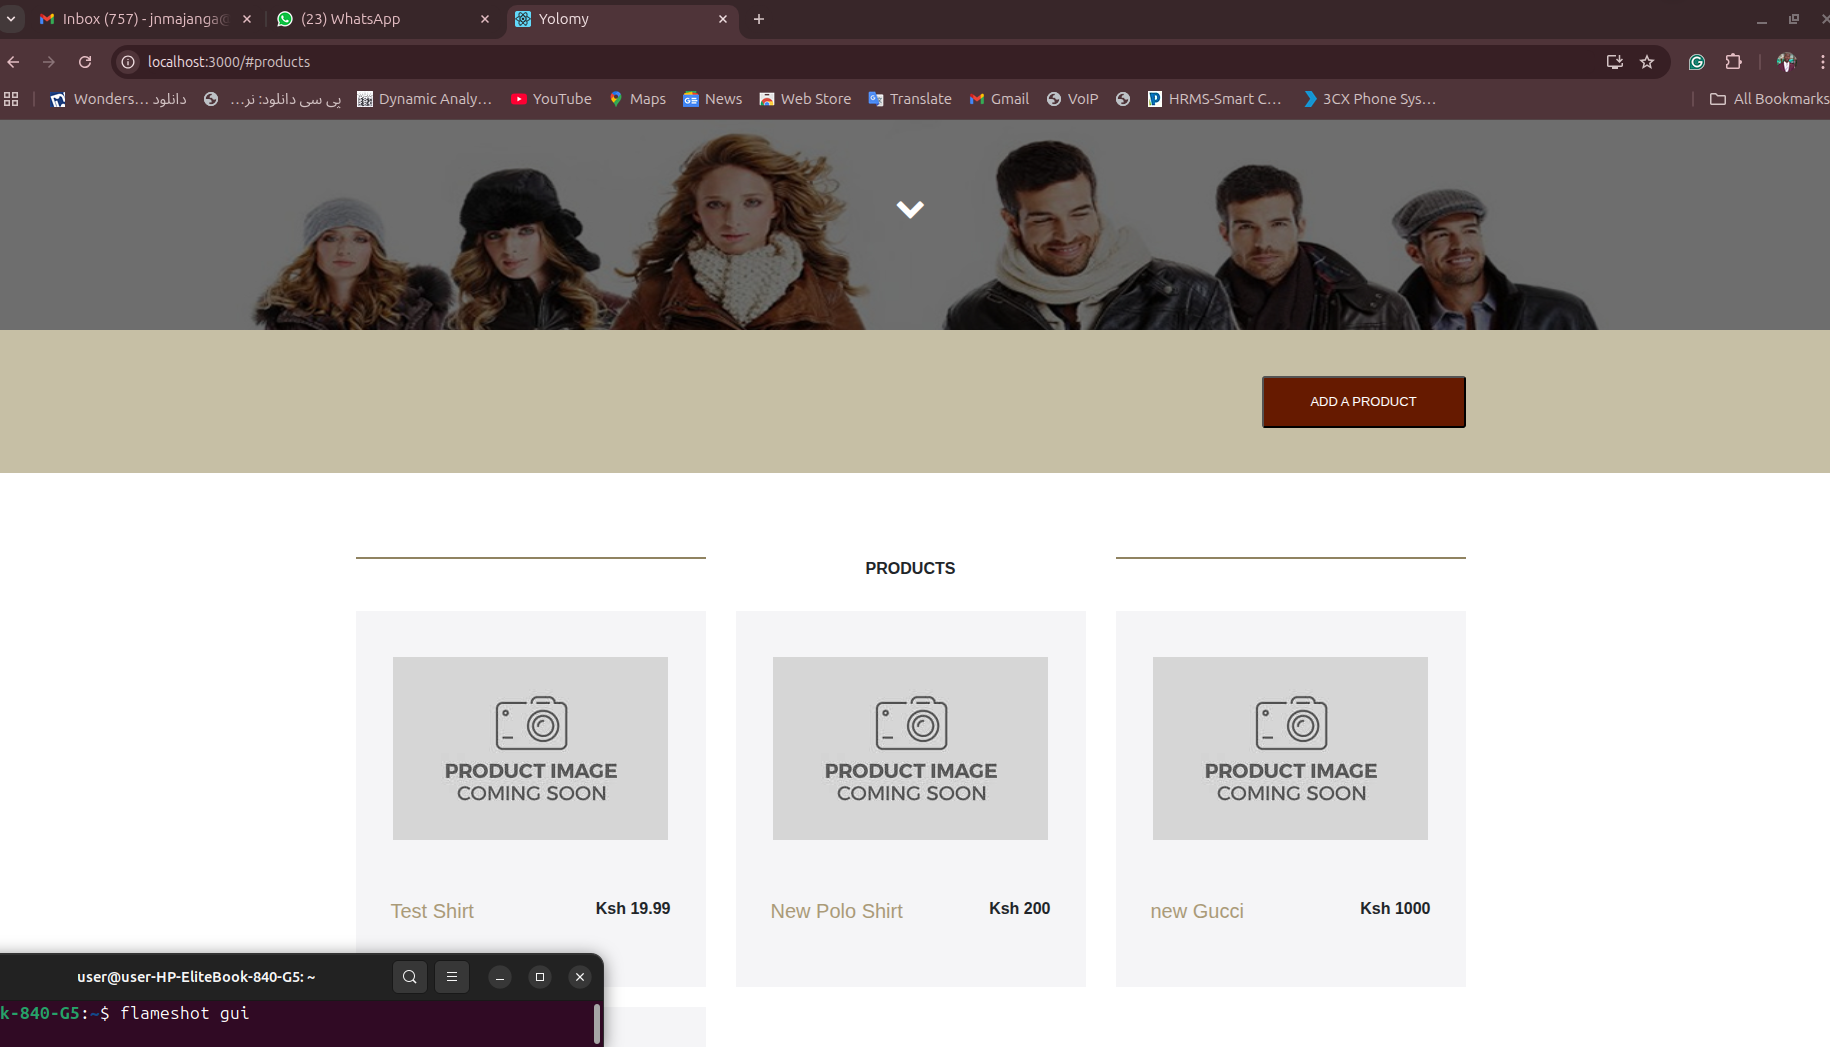 Inbox (757) - jnmajanga@
(23) WhatsApp
Yolomy
localhost:3000/#products
Wonders… دانلود
پی سی دانلود: نر…
Dynamic Analy…
YouTube
Maps
News
Web Store
Translate
Gmail
VoIP
HRMS-Smart C…
3CX Phone Sys…
All Bookmarks
ADD A PRODUCT
PRODUCTS
PRODUCT IMAGE
COMING SOON
PRODUCT IMAGE
COMING SOON
PRODUCT IMAGE
COMING SOON
Test Shirt
Ksh 19.99
New Polo Shirt
Ksh 200
new Gucci
Ksh 1000
user@user-HP-EliteBook-840-G5: ~
k-840-G5:~$ flameshot gui